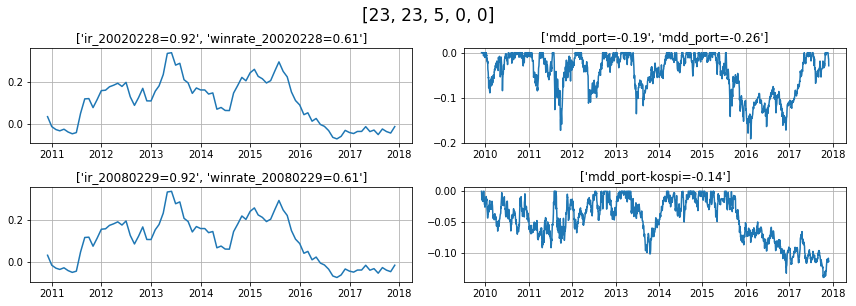 [23, 23, 5, 0, 0]
['ir_20020228=0.92', 'winrate_20020228=0.61']
0.2
0.0
2011 2012 2013 2014 2015 2016 2017 2018
['mdd_port=-0.19', 'mdd_port=-0.26']
0.0
−0.1
−0.2
2010 2011 2012 2013 2014 2015 2016 2017 2018
['ir_20080229=0.92', 'winrate_20080229=0.61']
0.2
0.0
2011 2012 2013 2014 2015 2016 2017 2018
['mdd_port-kospi=-0.14']
0.00
−0.05
−0.10
2010 2011 2012 2013 2014 2015 2016 2017 2018